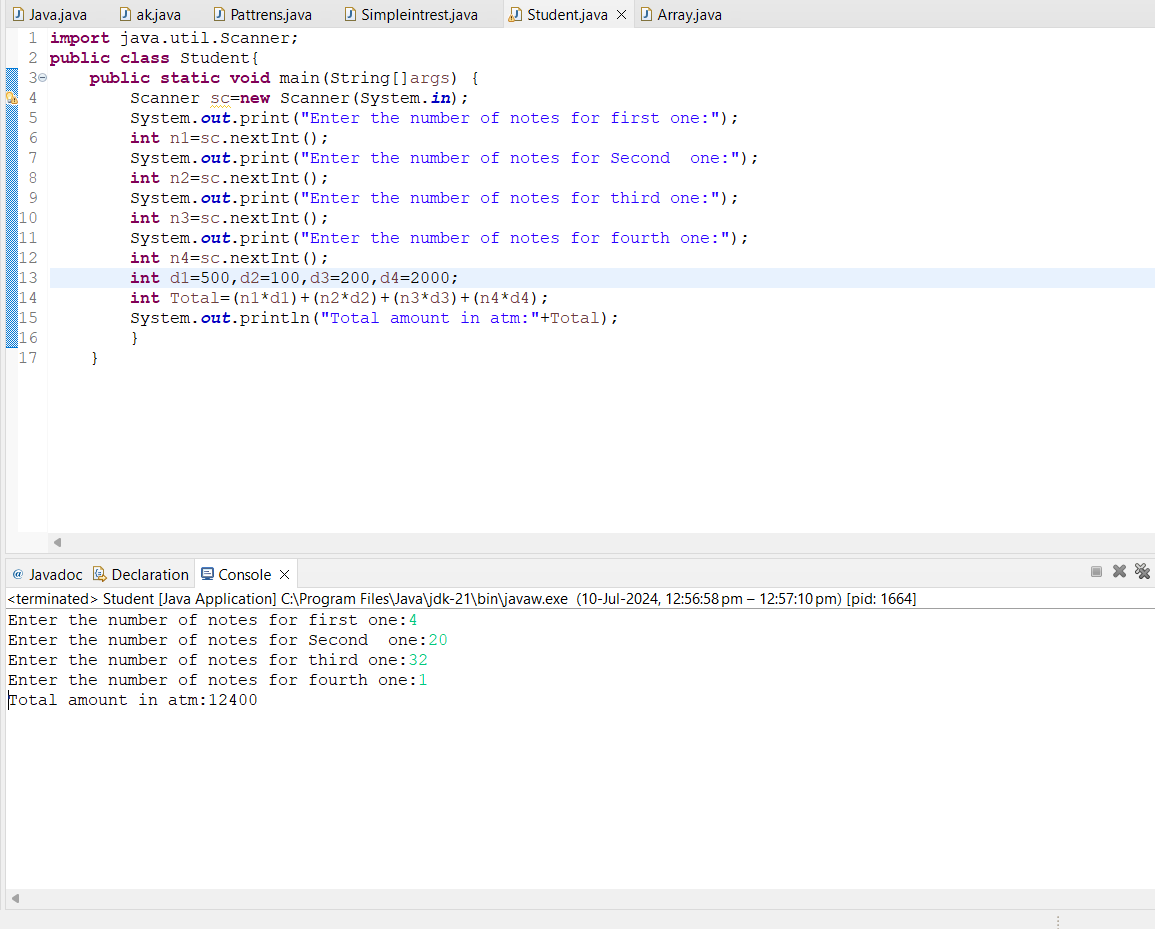 Java.java ak.java Pattrens.java Simpleintrest.java Student.java Array.java
1 import java.util.Scanner;
2 public class Student{
3 public static void main(String[]args) {
4 Scanner sc=new Scanner(System.in);
5 System.out.print("Enter the number of notes for first one:");
6 int n1=sc.nextInt();
7 System.out.print("Enter the number of notes for Second  one:");
8 int n2=sc.nextInt();
9 System.out.print("Enter the number of notes for third one:");
10 int n3=sc.nextInt();
11 System.out.print("Enter the number of notes for fourth one:");
12 int n4=sc.nextInt();
13 int d1=500,d2=100,d3=200,d4=2000;
14 int Total=(n1*d1)+(n2*d2)+(n3*d3)+(n4*d4);
15 System.out.println("Total amount in atm:"+Total);
16 }
17 }
@ Javadoc Declaration Console
<terminated> Student [Java Application] C:\Program Files\Java\jdk-21\bin\javaw.exe (10-Jul-2024, 12:56:58 pm – 12:57:10 pm) [pid: 1664]
Enter the number of notes for first one:4
Enter the number of notes for Second  one:20
Enter the number of notes for third one:32
Enter the number of notes for fourth one:1
Total amount in atm:12400